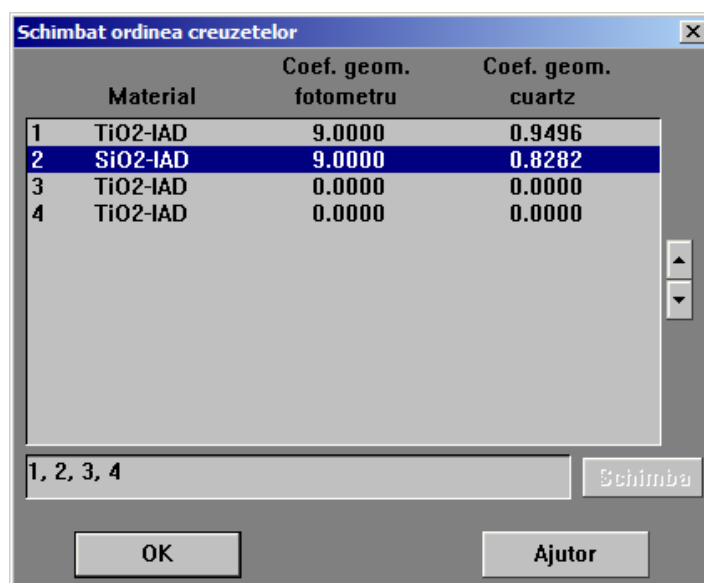 Schimbat ordinea creuzetelor
Coef. geom. Coef. geom.
Material fotometru cuartz
1 TiO2-IAD 9.0000 0.9496
2 SiO2-IAD 9.0000 0.8282
3 TiO2-IAD 0.0000 0.0000
4 TiO2-IAD 0.0000 0.0000
1, 2, 3, 4
Schimba
OK Ajutor